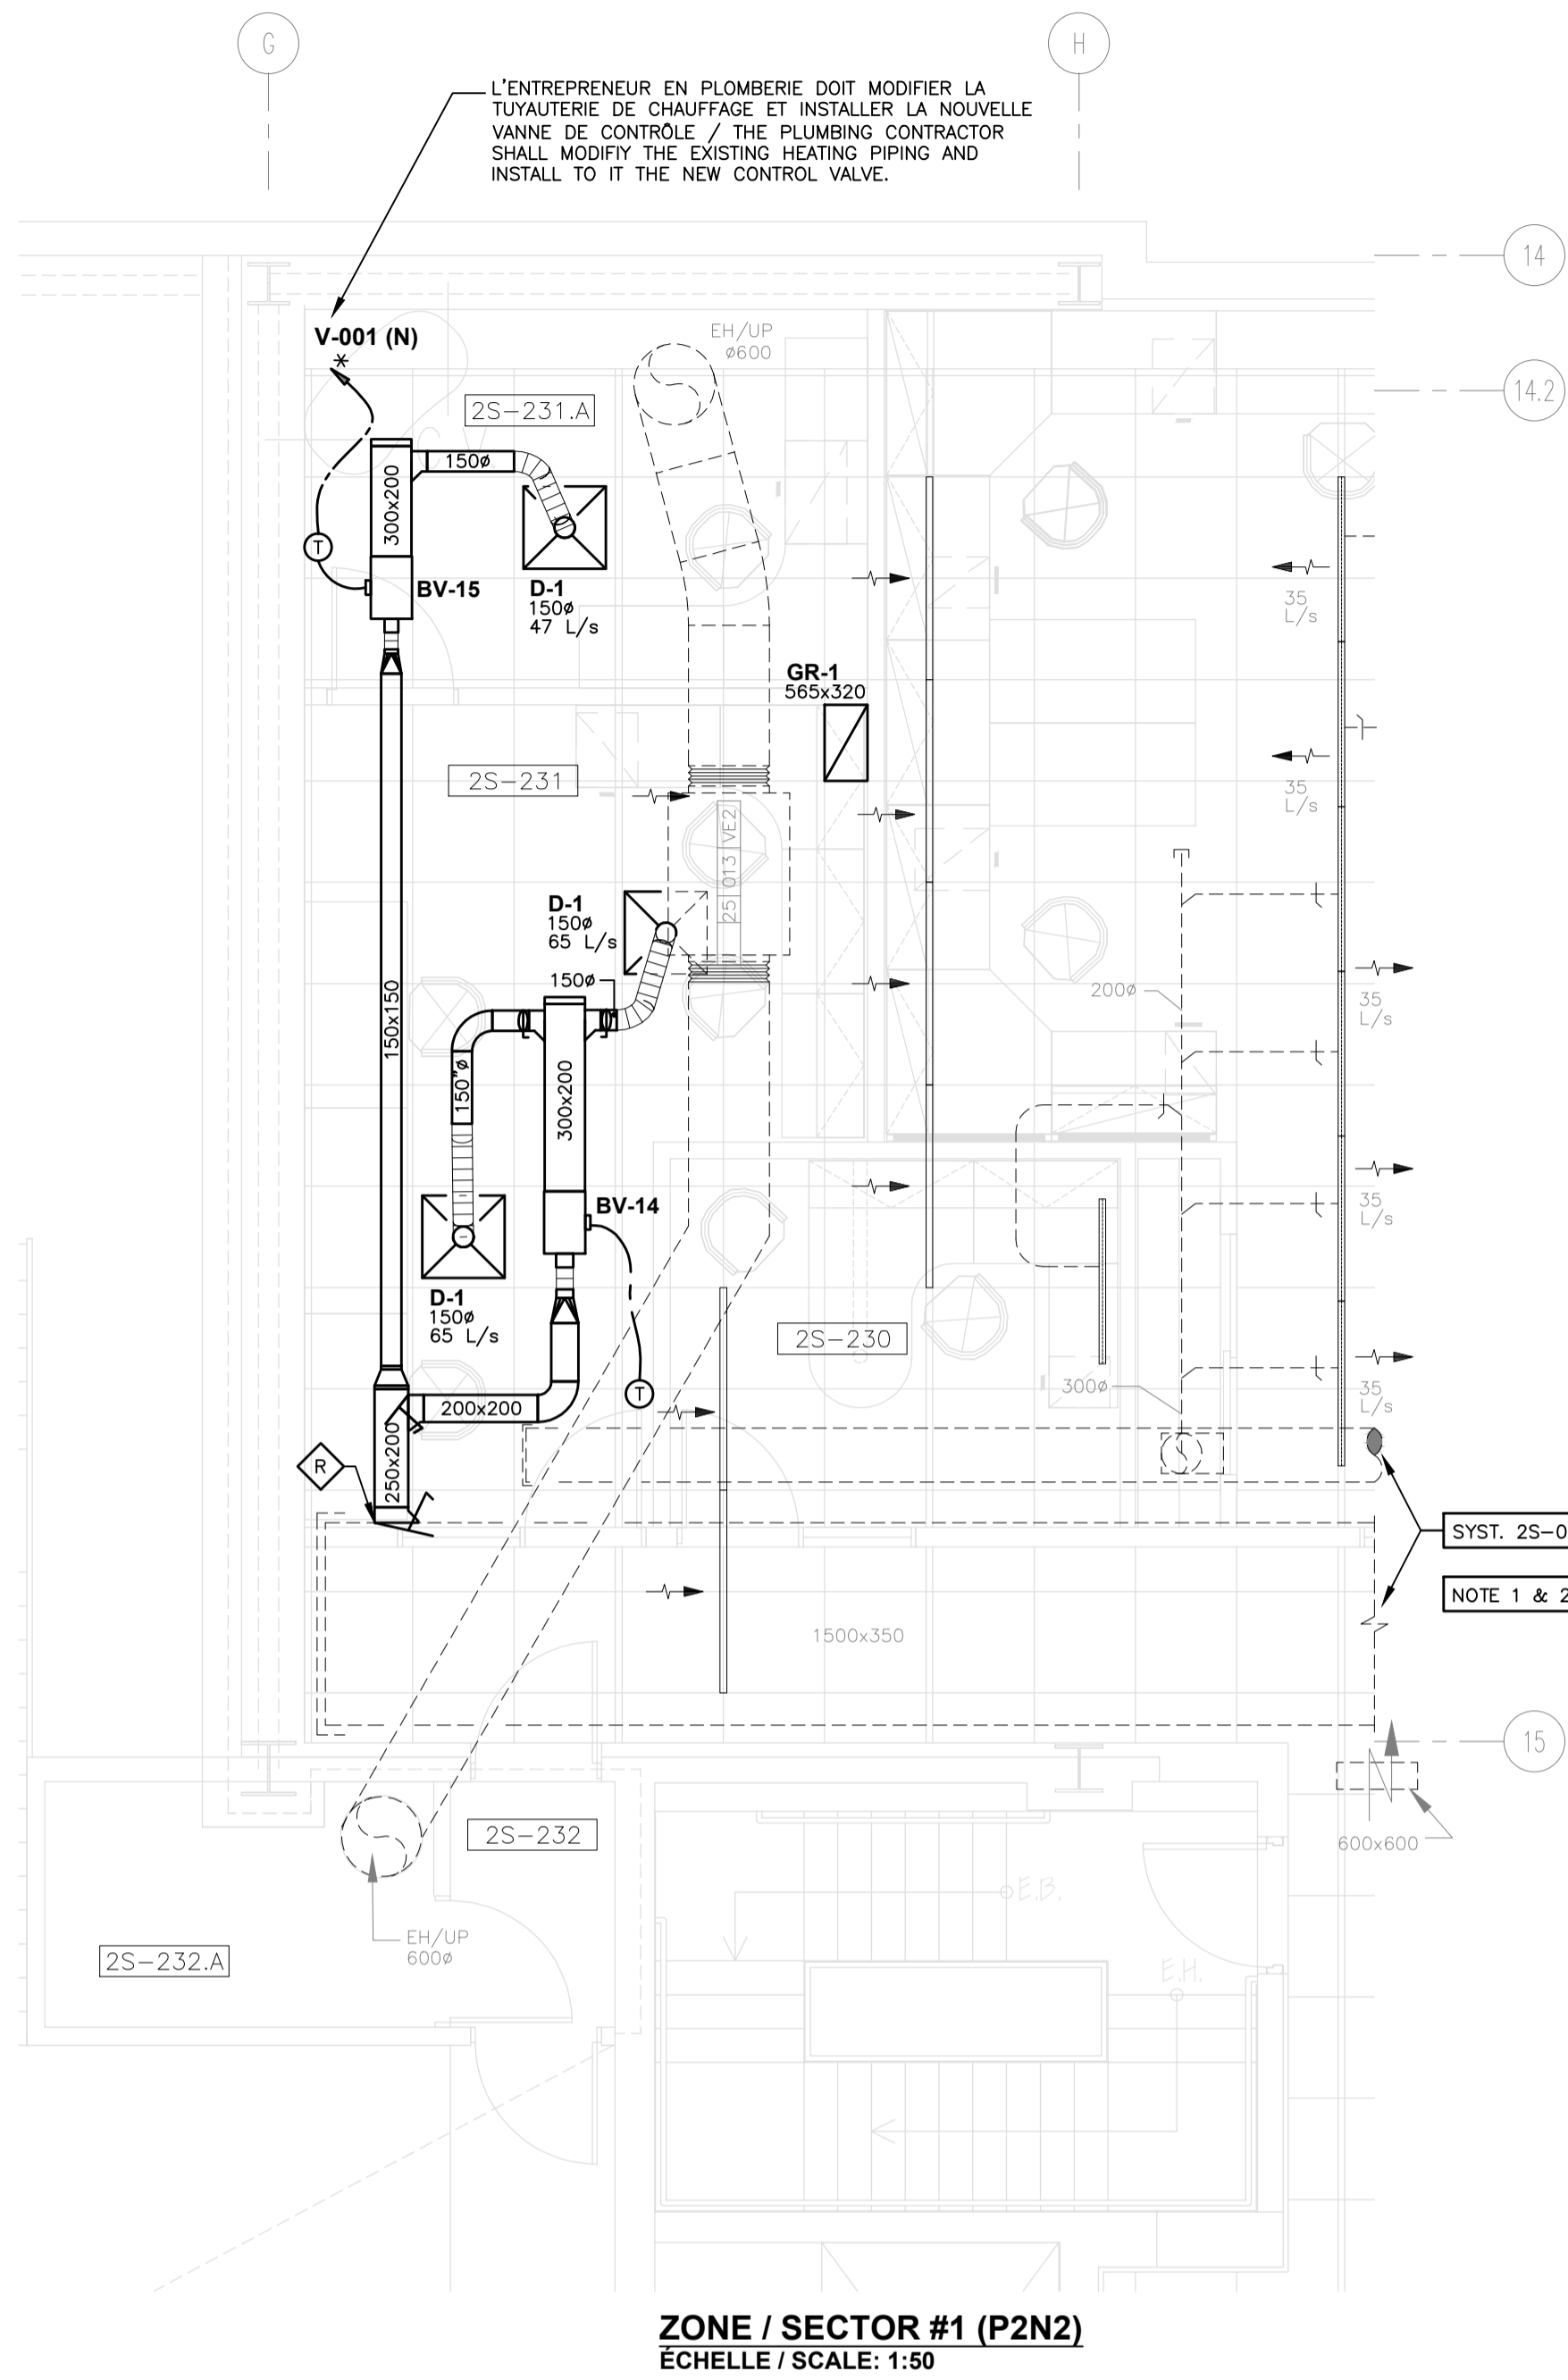 G
H
L'ENTREPRENEUR EN PLOMBERIE DOIT MODIFIER LA
TUYAUTERIE DE CHAUFFAGE ET INSTALLER LA NOUVELLE
VANNE DE CONTRÔLE / THE PLUMBING CONTRACTOR
SHALL MODIFIY THE EXISTING HEATING PIPING AND
INSTALL TO IT THE NEW CONTROL VALVE.
14
V-001 (N)
*
EH/UP
ø600
14.2
2S-231.A
150ø
300x200
T
BV-15
D-1
150ø
47 L/s
35
L/s
GR-1
565x320
2S-231
35
L/s
25 013 VE2
D-1
150ø
65 L/s
150ø
200ø
35
L/s
150x150
150"ø
300x200
BV-14
35
L/s
D-1
150ø
65 L/s
2S-230
T
300ø
35
L/s
200x200
250x200
R
SYST. 2S-0
NOTE 1 & 2
1500x350
15
600x600
2S-232
E.B.
EH/UP
600ø
2S-232.A
E.H.
ZONE / SECTOR #1 (P2N2)
ÉCHELLE / SCALE: 1:50